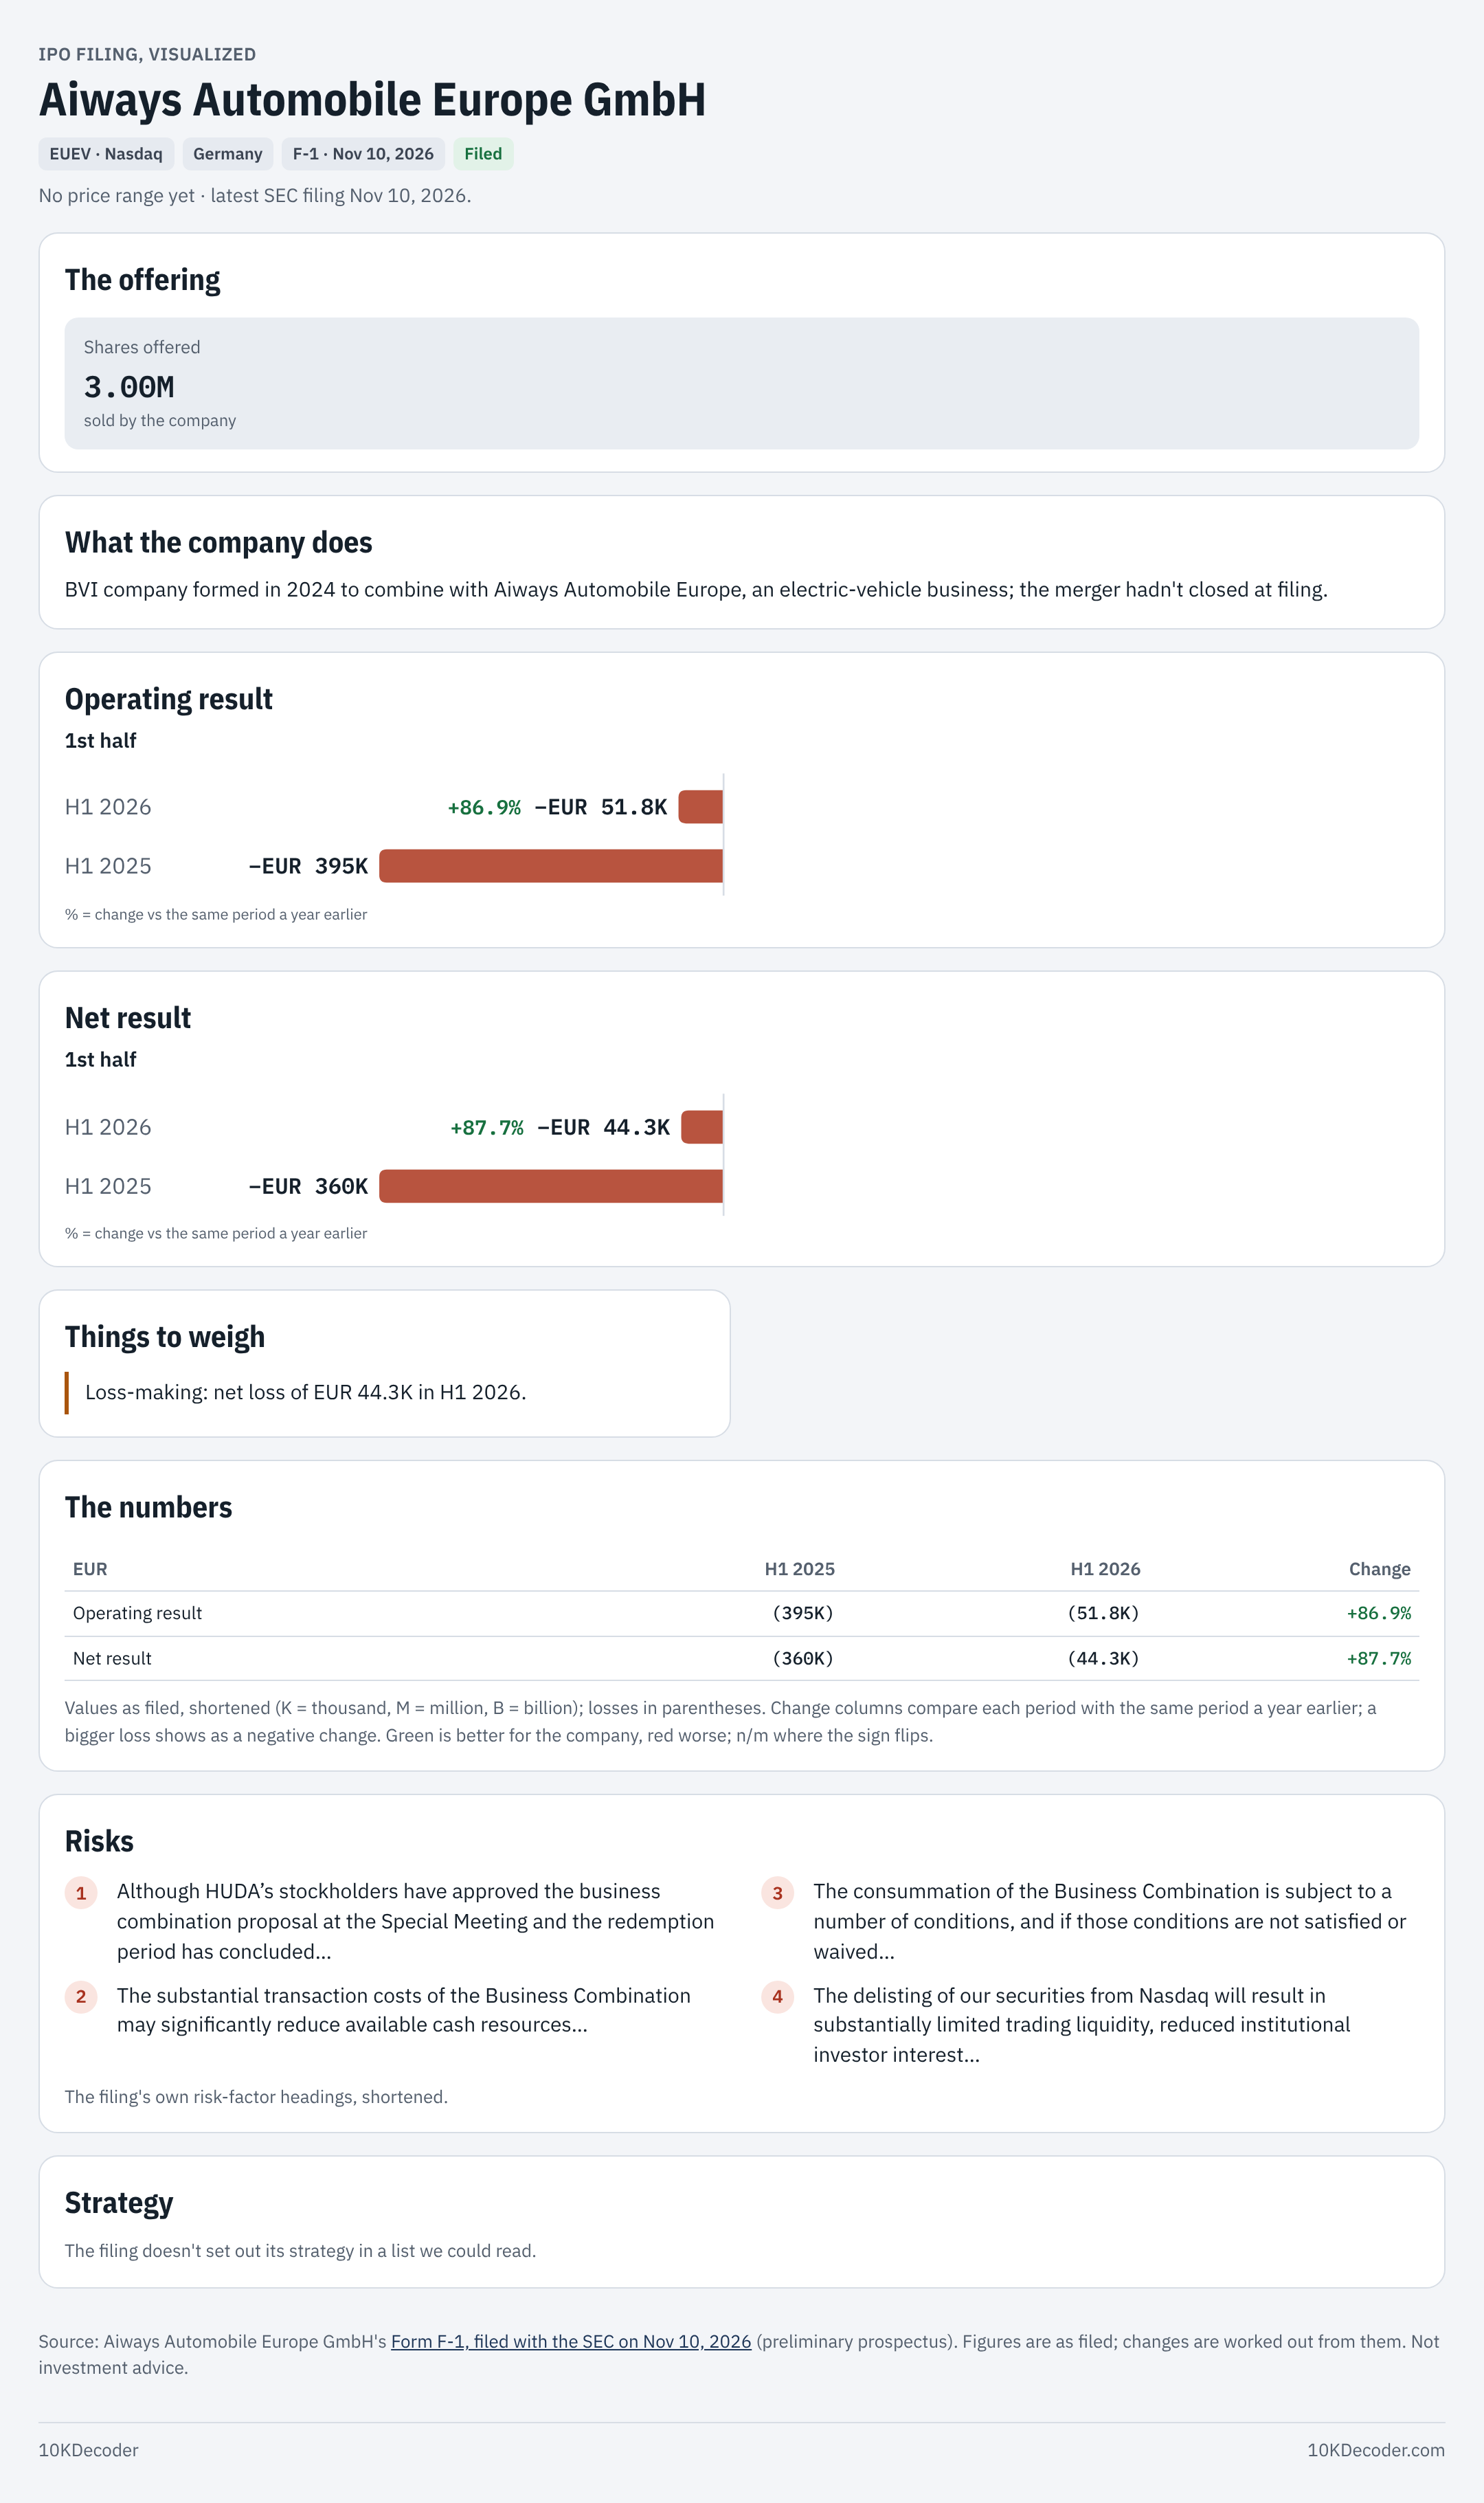 IPO FILING, VISUALIZED
Aiways Automobile Europe GmbH
EUEV · Nasdaq
Germany
F-1 · Nov 10, 2026
Filed
No price range yet · latest SEC filing Nov 10, 2026.
The offering
Shares offered
3.00M
sold by the company
What the company does
BVI company formed in 2024 to combine with Aiways Automobile Europe, an electric-vehicle business; the merger hadn't closed at filing.
Operating result
1st half
H1 2026 +86.9% −EUR 51.8K
H1 2025 −EUR 395K
% = change vs the same period a year earlier
Net result
1st half
H1 2026 +87.7% −EUR 44.3K
H1 2025 −EUR 360K
% = change vs the same period a year earlier
Things to weigh
Loss-making: net loss of EUR 44.3K in H1 2026.
The numbers
EUR H1 2025 H1 2026 Change
Operating result (395K) (51.8K) +86.9%
Net result (360K) (44.3K) +87.7%
Values as filed, shortened (K = thousand, M = million, B = billion); losses in parentheses. Change columns compare each period with the same period a year earlier; a
bigger loss shows as a negative change. Green is better for the company, red worse; n/m where the sign flips.
Risks
1 Although HUDA’s stockholders have approved the business
combination proposal at the Special Meeting and the redemption
period has concluded…
2 The substantial transaction costs of the Business Combination
may significantly reduce available cash resources…
3 The consummation of the Business Combination is subject to a
number of conditions, and if those conditions are not satisfied or
waived…
4 The delisting of our securities from Nasdaq will result in
substantially limited trading liquidity, reduced institutional
investor interest…
The filing's own risk-factor headings, shortened.
Strategy
The filing doesn't set out its strategy in a list we could read.
Source: Aiways Automobile Europe GmbH's Form F-1, filed with the SEC on Nov 10, 2026 (preliminary prospectus). Figures are as filed; changes are worked out from them. Not
investment advice.
10KDecoder
10KDecoder.com